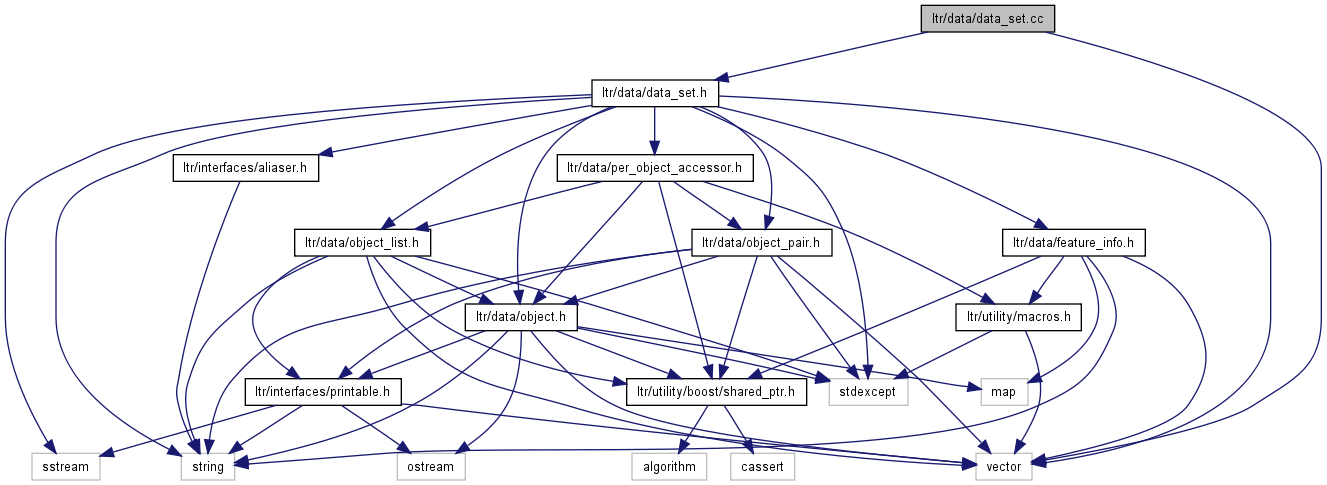 ltr/data/data_set.cc
ltr/data/data_set.h
ltr/interfaces/aliaser.h
ltr/data/per_object_accessor.h
ltr/data/object_list.h
ltr/data/object_pair.h
ltr/data/feature_info.h
ltr/data/object.h
ltr/utility/macros.h
ltr/interfaces/printable.h
ltr/utility/boost/shared_ptr.h
stdexcept
map
sstream
string
ostream
algorithm
cassert
vector